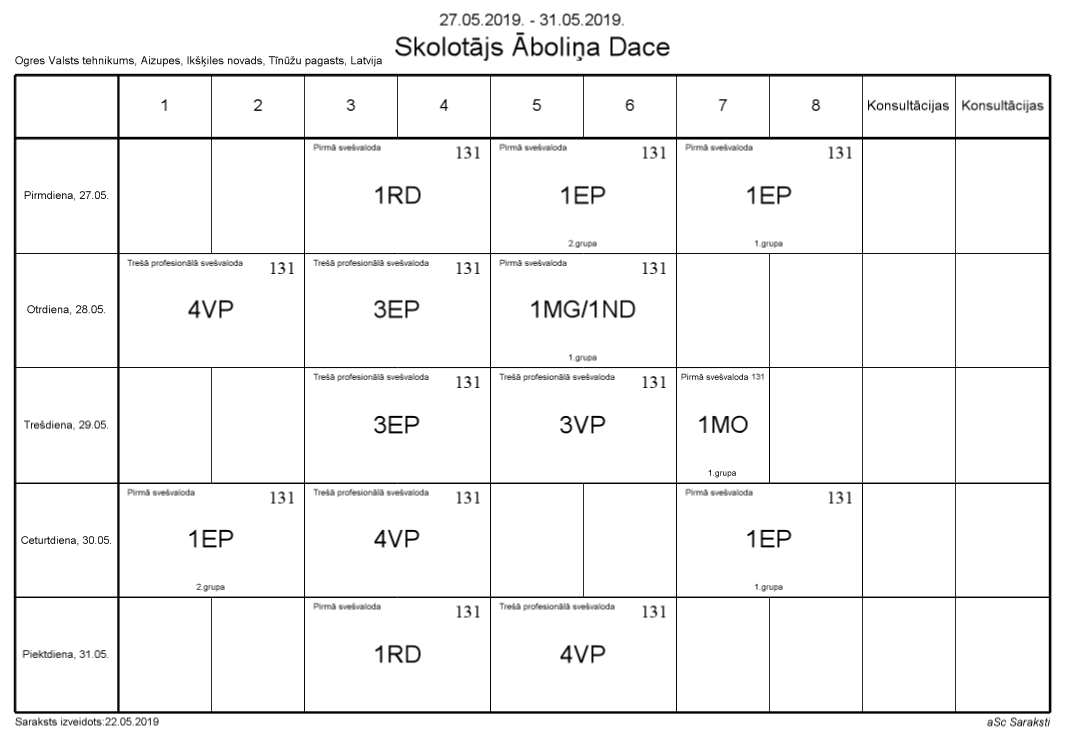 27.05.2019. - 31.05.2019.
Skolotājs Āboliņa Dace
Ogres Valsts tehnikums, Aizupes, Ikšķiles novads, Tīnūžu pagasts, Latvija
1 2 3 4 5 6 7 8 Konsultācijas Konsultācijas
Pirmā svešvaloda 131 Pirmā svešvaloda 131 Pirmā svešvaloda 131
Pirmdiena, 27.05. 1RD 1EP 1EP
2.grupa 1.grupa
Trešā profesionālā svešvaloda 131 Trešā profesionālā svešvaloda 131 Pirmā svešvaloda 131
Otrdiena, 28.05. 4VP 3EP 1MG/1ND
1.grupa
Trešā profesionālā svešvaloda 131 Trešā profesionālā svešvaloda 131 Pirmā svešvaloda 131
Trešdiena, 29.05. 3EP 3VP 1MO
1.grupa
Pirmā svešvaloda 131 Trešā profesionālā svešvaloda 131 Pirmā svešvaloda 131
Ceturtdiena, 30.05. 1EP 4VP 1EP
2.grupa 1.grupa
Pirmā svešvaloda 131 Trešā profesionālā svešvaloda 131
Piektdiena, 31.05. 1RD 4VP
Saraksts izveidots:22.05.2019 aSc Saraksti